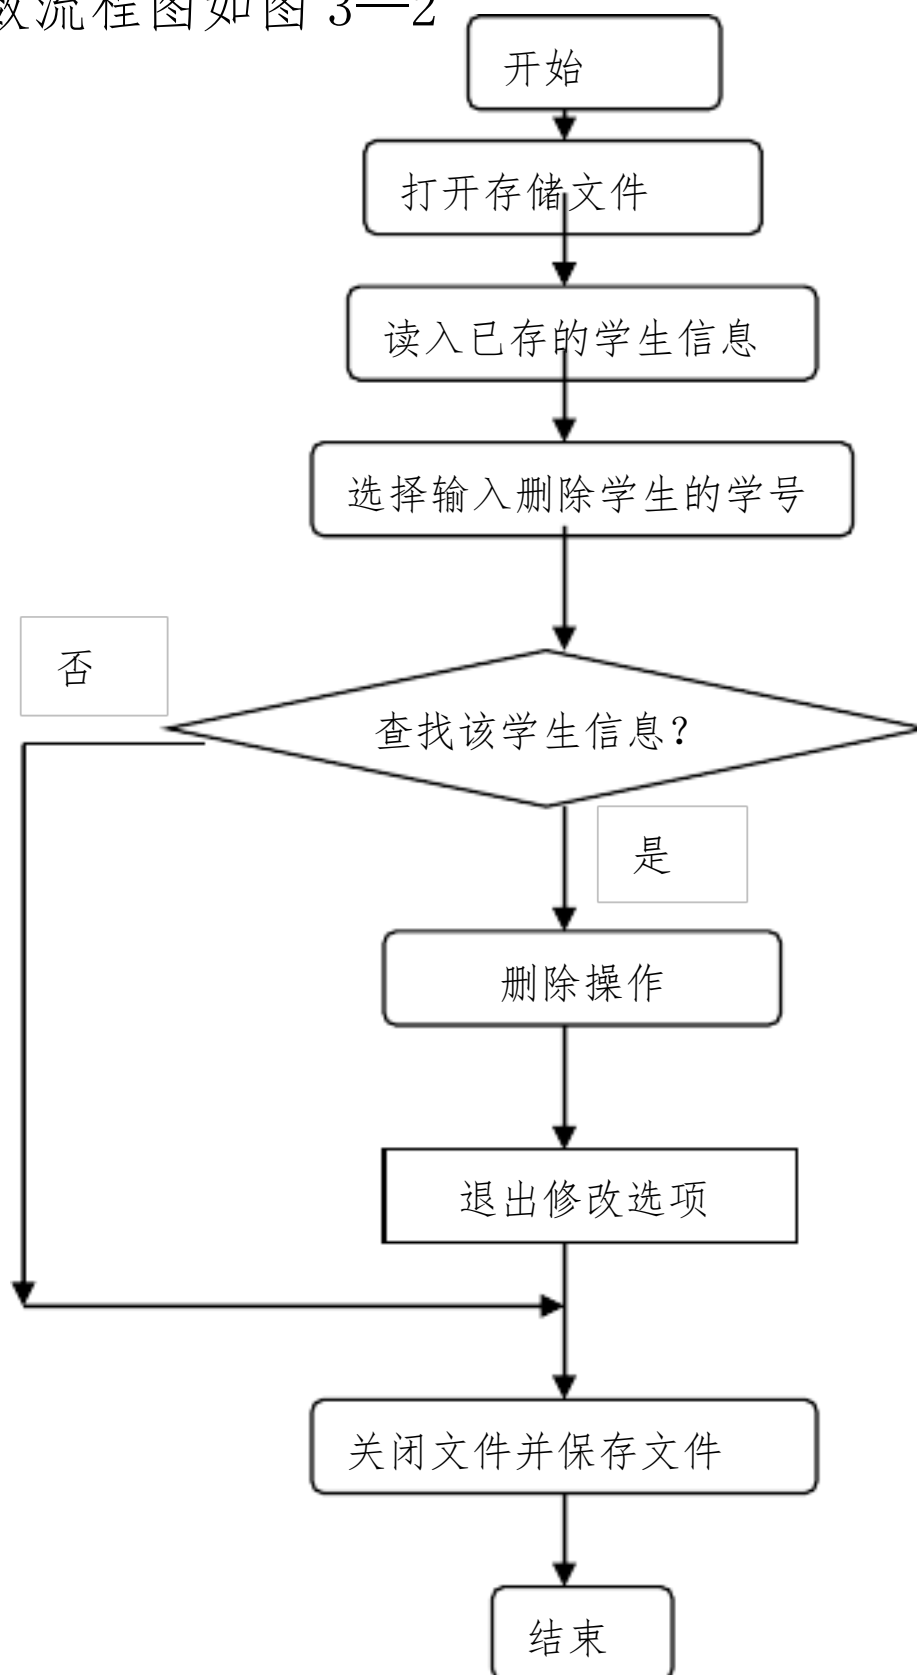 数流程图如图 3—2
开始
打开存储文件
读入已存的学生信息
选择输入删除学生的学号
否
查找该学生信息？
是
删除操作
退出修改选项
关闭文件并保存文件
结束